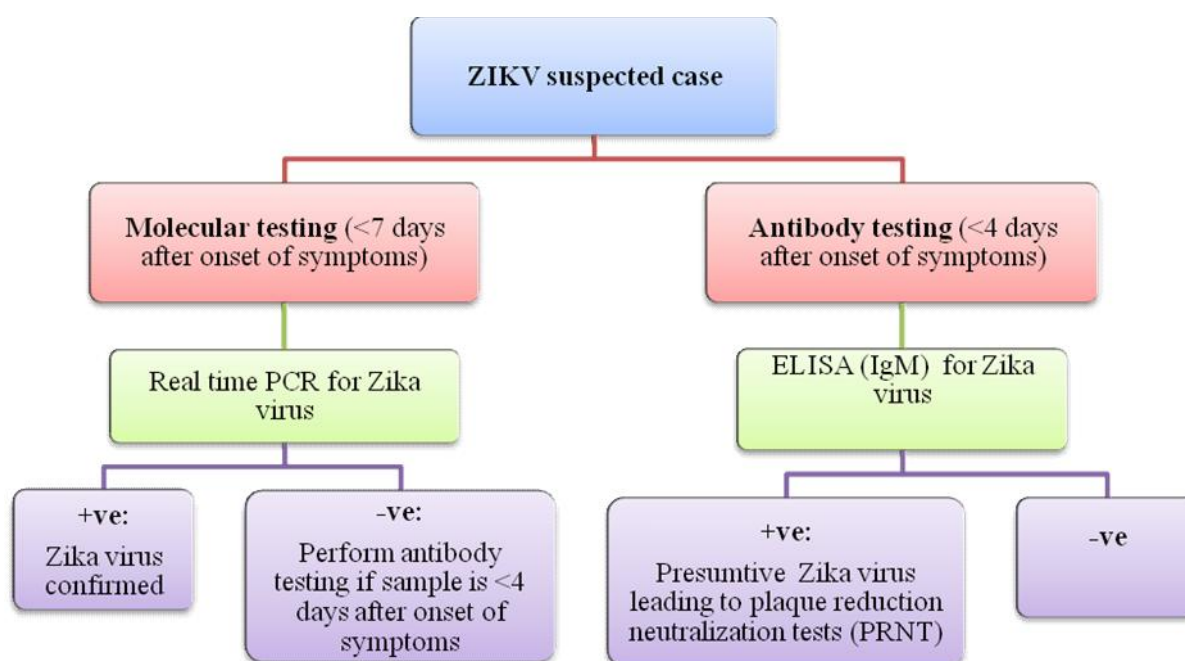 ZIKV suspected case
Molecular testing (<7 days
after onset of symptoms)
Antibody testing (<4 days
after onset of symptoms)
Real time PCR for Zika
virus
ELISA (IgM) for Zika
virus
+ve:
Zika virus
confirmed
-ve:
Perform antibody
testing if sample is <4
days after onset of
symptoms
+ve:
Presumtive Zika virus
leading to plaque reduction
neutralization tests (PRNT)
-ve